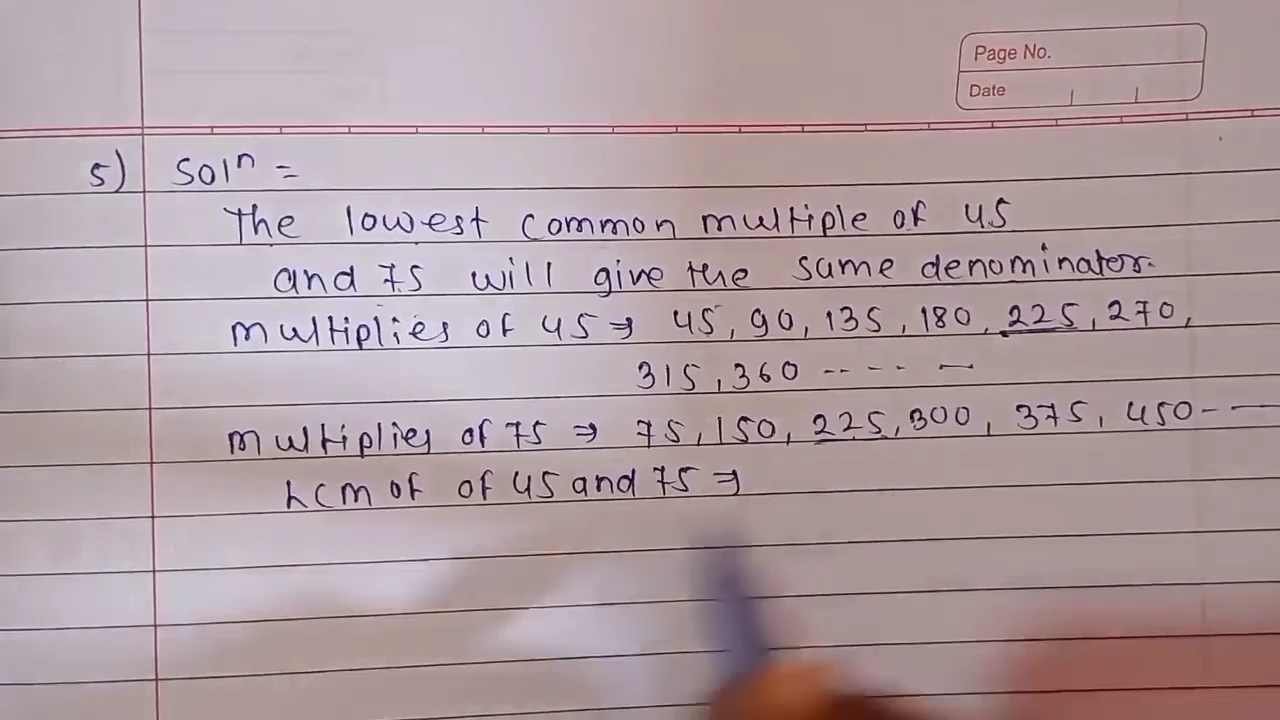 Page No.
Date
5) Solⁿ =
The lowest common multiple of 45
and 75 will give the same denominator.
multiplies of 45 ⇒ 45, 90, 135, 180, 225, 270,
315, 360 ----- —
multiplies of 75 ⇒ 75, 150, 225, 300, 375, 450- —
LCM of of 45 and 75 ⇒